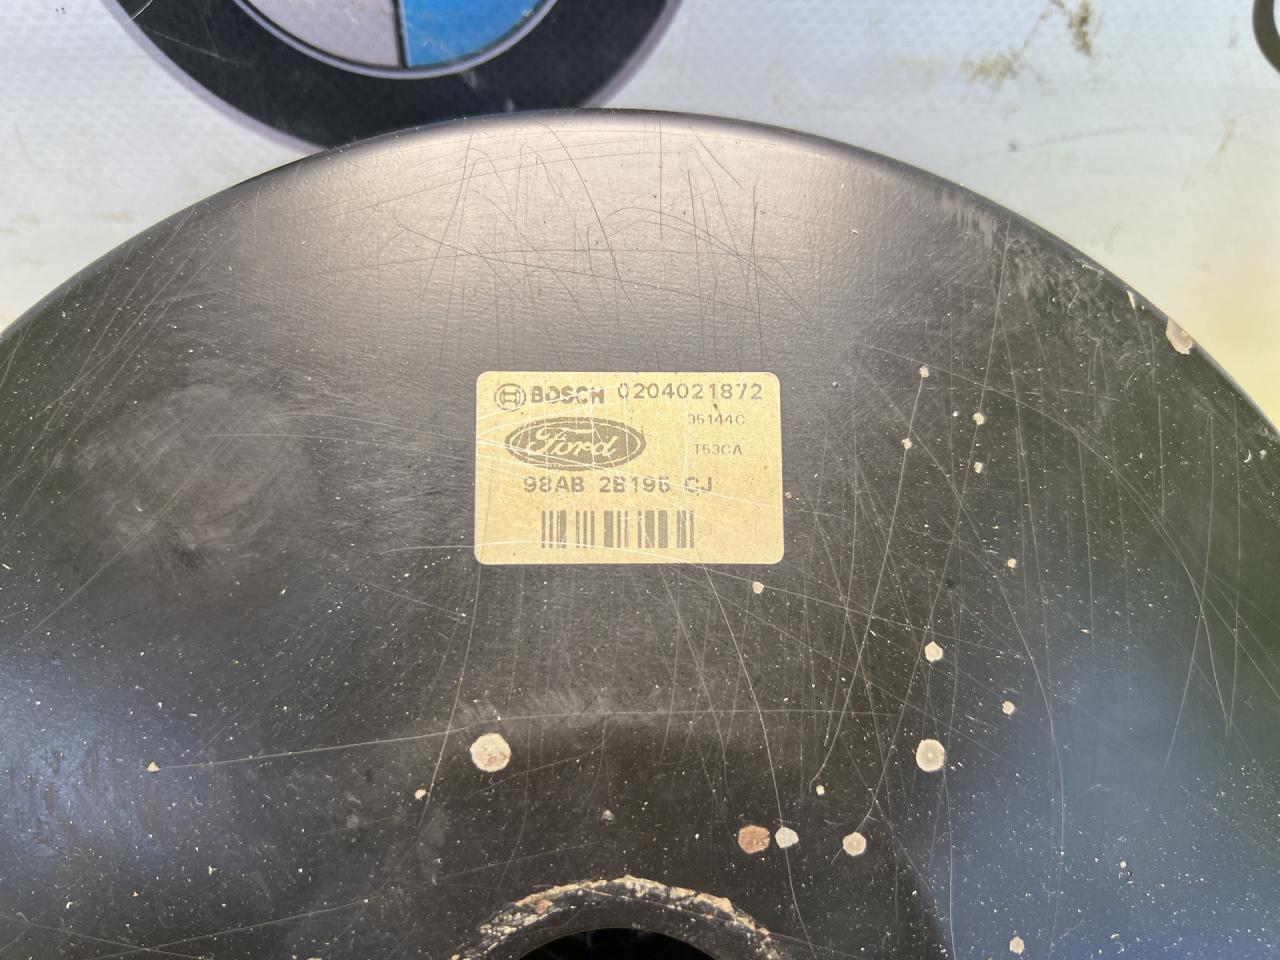 BOSCH 0204021872
35144C
Ford
T53CA
98AB 2B195 CJ